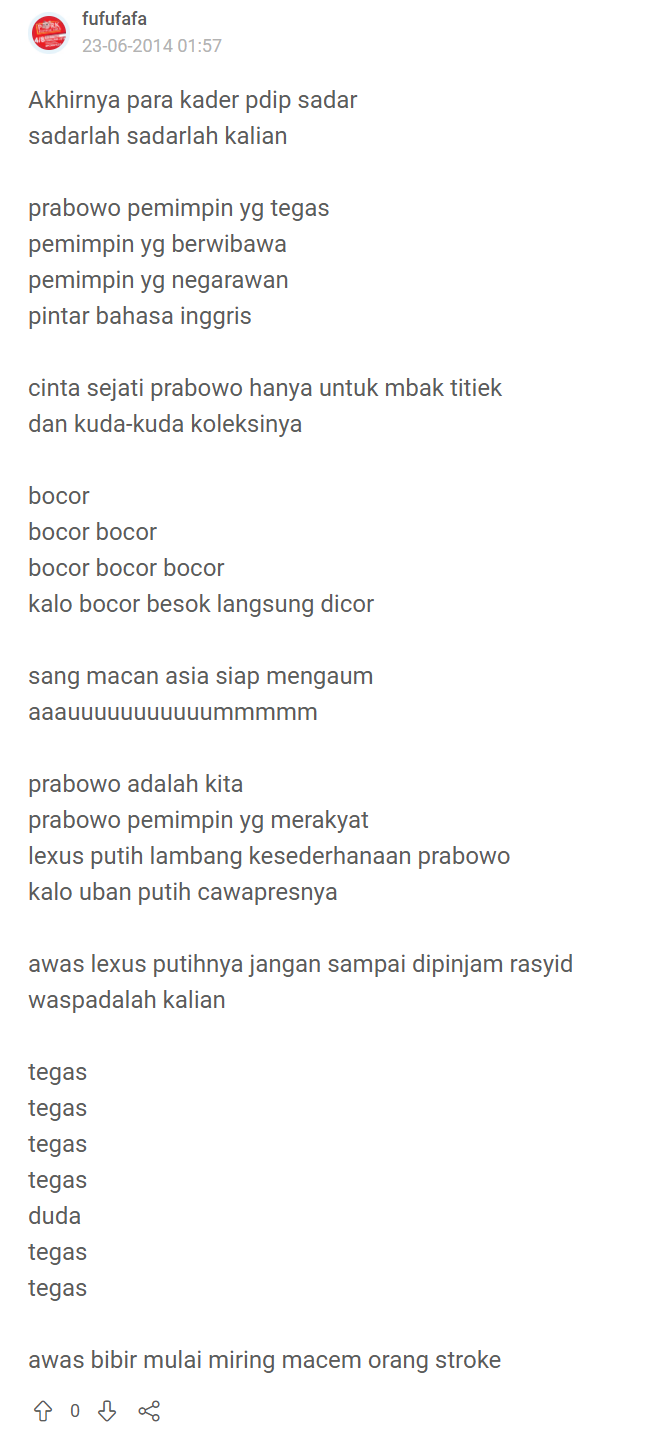 fufufafa
23-06-2014 01:57
Akhirnya para kader pdip sadar
sadarlah sadarlah kalian
prabowo pemimpin yg tegas
pemimpin yg berwibawa
pemimpin yg negarawan
pintar bahasa inggris
cinta sejati prabowo hanya untuk mbak titiek
dan kuda-kuda koleksinya
bocor
bocor bocor
bocor bocor bocor
kalo bocor besok langsung dicor
sang macan asia siap mengaum
aaauuuuuuuuuuummmmm
prabowo adalah kita
prabowo pemimpin yg merakyat
lexus putih lambang kesederhanaan prabowo
kalo uban putih cawapresnya
awas lexus putihnya jangan sampai dipinjam rasyid
waspadalah kalian
tegas
tegas
tegas
tegas
duda
tegas
tegas
awas bibir mulai miring macem orang stroke
0